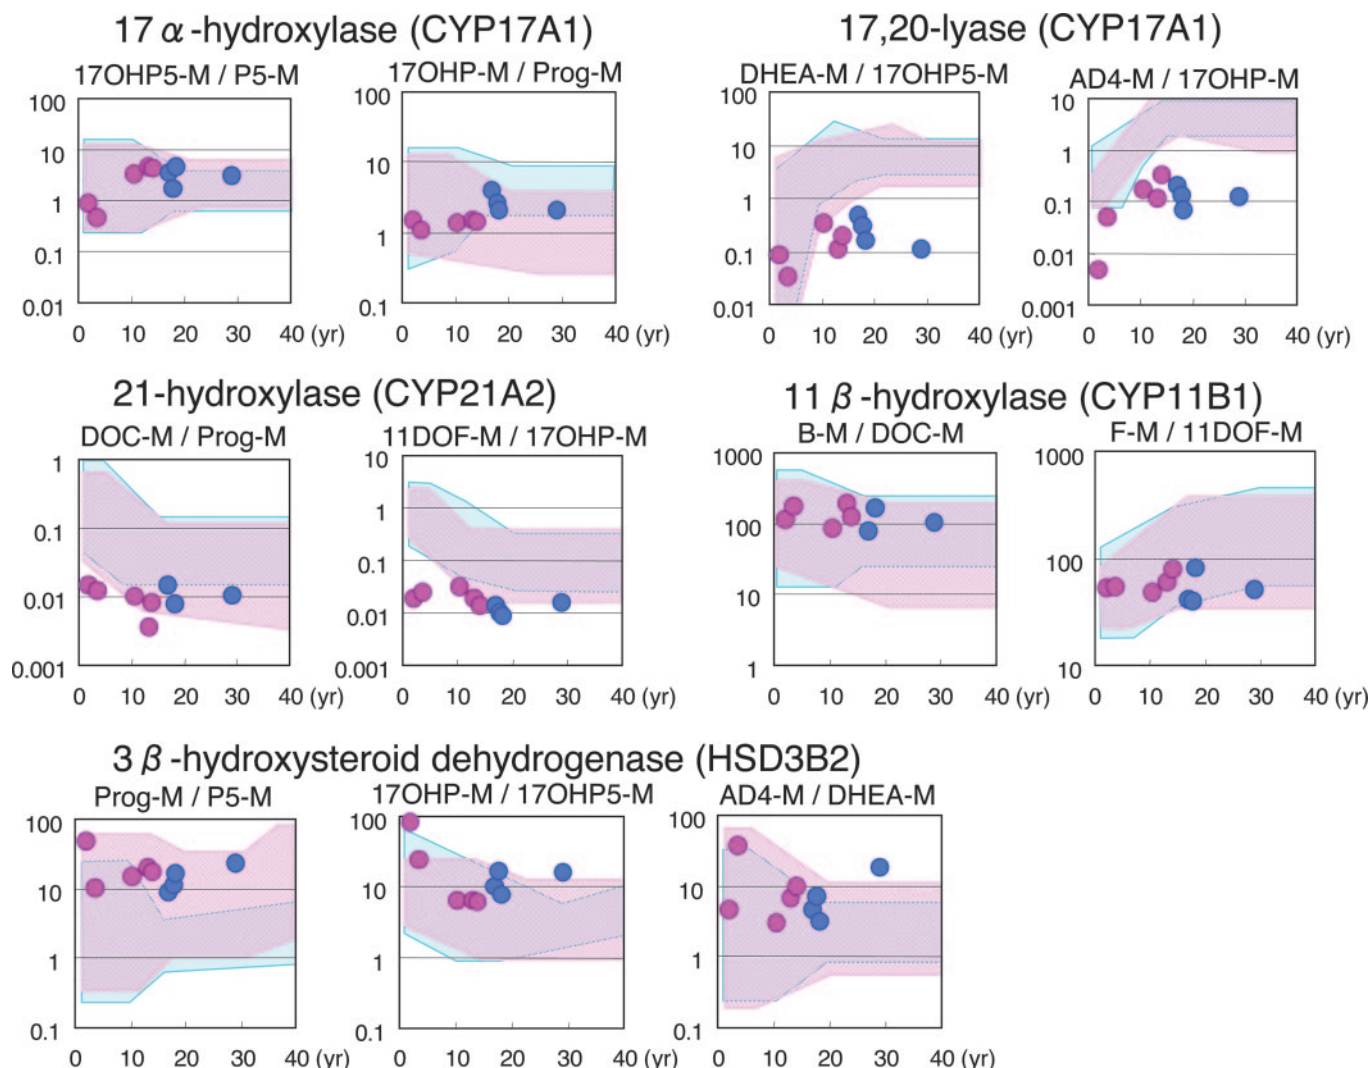 17 α-hydroxylase (CYP17A1)
17,20-lyase (CYP17A1)
17OHP5-M / P5-M
17OHP-M / Prog-M
DHEA-M / 17OHP5-M
AD4-M / 17OHP-M
100
10
1
0.1
0.01
0 10 20 30 40 (yr)
100
10
1
0.1
0 10 20 30 40 (yr)
100
10
1
0.1
0.01
0 10 20 30 40 (yr)
10
1
0.1
0.01
0.001
0 10 20 30 40 (yr)
21-hydroxylase (CYP21A2)
11 β-hydroxylase (CYP11B1)
DOC-M / Prog-M
11DOF-M / 17OHP-M
B-M / DOC-M
F-M / 11DOF-M
1
0.1
0.01
0.001
0 10 20 30 40 (yr)
10
1
0.1
0.01
0.001
0 10 20 30 40 (yr)
1000
100
10
1
0 10 20 30 40 (yr)
1000
100
10
0 10 20 30 40 (yr)
3 β-hydroxysteroid dehydrogenase (HSD3B2)
Prog-M / P5-M
17OHP-M / 17OHP5-M
AD4-M / DHEA-M
100
10
1
0.1
0 10 20 30 40 (yr)
100
10
1
0.1
0 10 20 30 40 (yr)
100
10
1
0.1
0 10 20 30 40 (yr)